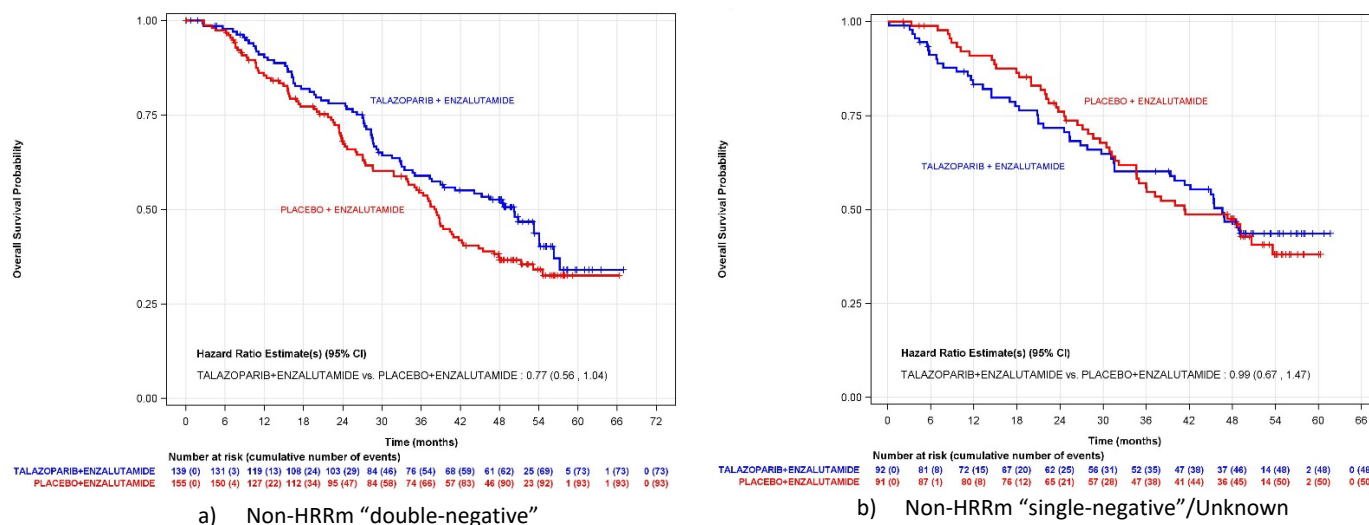 Overall Survival Probability
1.00
0.75
0.50
0.25
0.00
TALAZOPARIB + ENZALUTAMIDE
PLACEBO + ENZALUTAMIDE
Hazard Ratio Estimate(s) (95% CI)
TALAZOPARIB+ENZALUTAMIDE vs. PLACEBO+ENZALUTAMIDE : 0.77 (0.56 , 1.04)
0 6 12 18 24 30 36 42 48 54 60 66 72
Time (months)
Number at risk (cumulative number of events)
TALAZOPARIB+ENZALUTAMIDE 139 (0) 131 (3) 119 (13) 108 (24) 103 (29) 84 (46) 76 (54) 68 (59) 61 (62) 25 (69) 5 (73) 1 (73) 0 (73)
PLACEBO+ENZALUTAMIDE 155 (0) 150 (4) 127 (22) 112 (34) 95 (47) 84 (58) 74 (66) 57 (83) 46 (90) 23 (92) 1 (93) 1 (93) 0 (93)
a) Non-HRRm “double-negative”
Overall Survival Probability
1.00
0.75
0.50
0.25
0.00
PLACEBO + ENZALUTAMIDE
TALAZOPARIB + ENZALUTAMIDE
Hazard Ratio Estimate(s) (95% CI)
TALAZOPARIB+ENZALUTAMIDE vs. PLACEBO+ENZALUTAMIDE : 0.99 (0.67 , 1.47)
0 6 12 18 24 30 36 42 48 54 60 66
Time (months)
Number at risk (cumulative number of events)
TALAZOPARIB+ENZALUTAMIDE 92 (0) 81 (8) 72 (15) 67 (20) 62 (25) 56 (31) 52 (35) 47 (38) 37 (46) 14 (48) 2 (48) 0 (48
PLACEBO+ENZALUTAMIDE 91 (0) 87 (1) 80 (8) 76 (12) 65 (21) 57 (28) 47 (38) 41 (44) 36 (45) 14 (50) 2 (50) 0 (50
b) Non-HRRm “single-negative”/Unknown